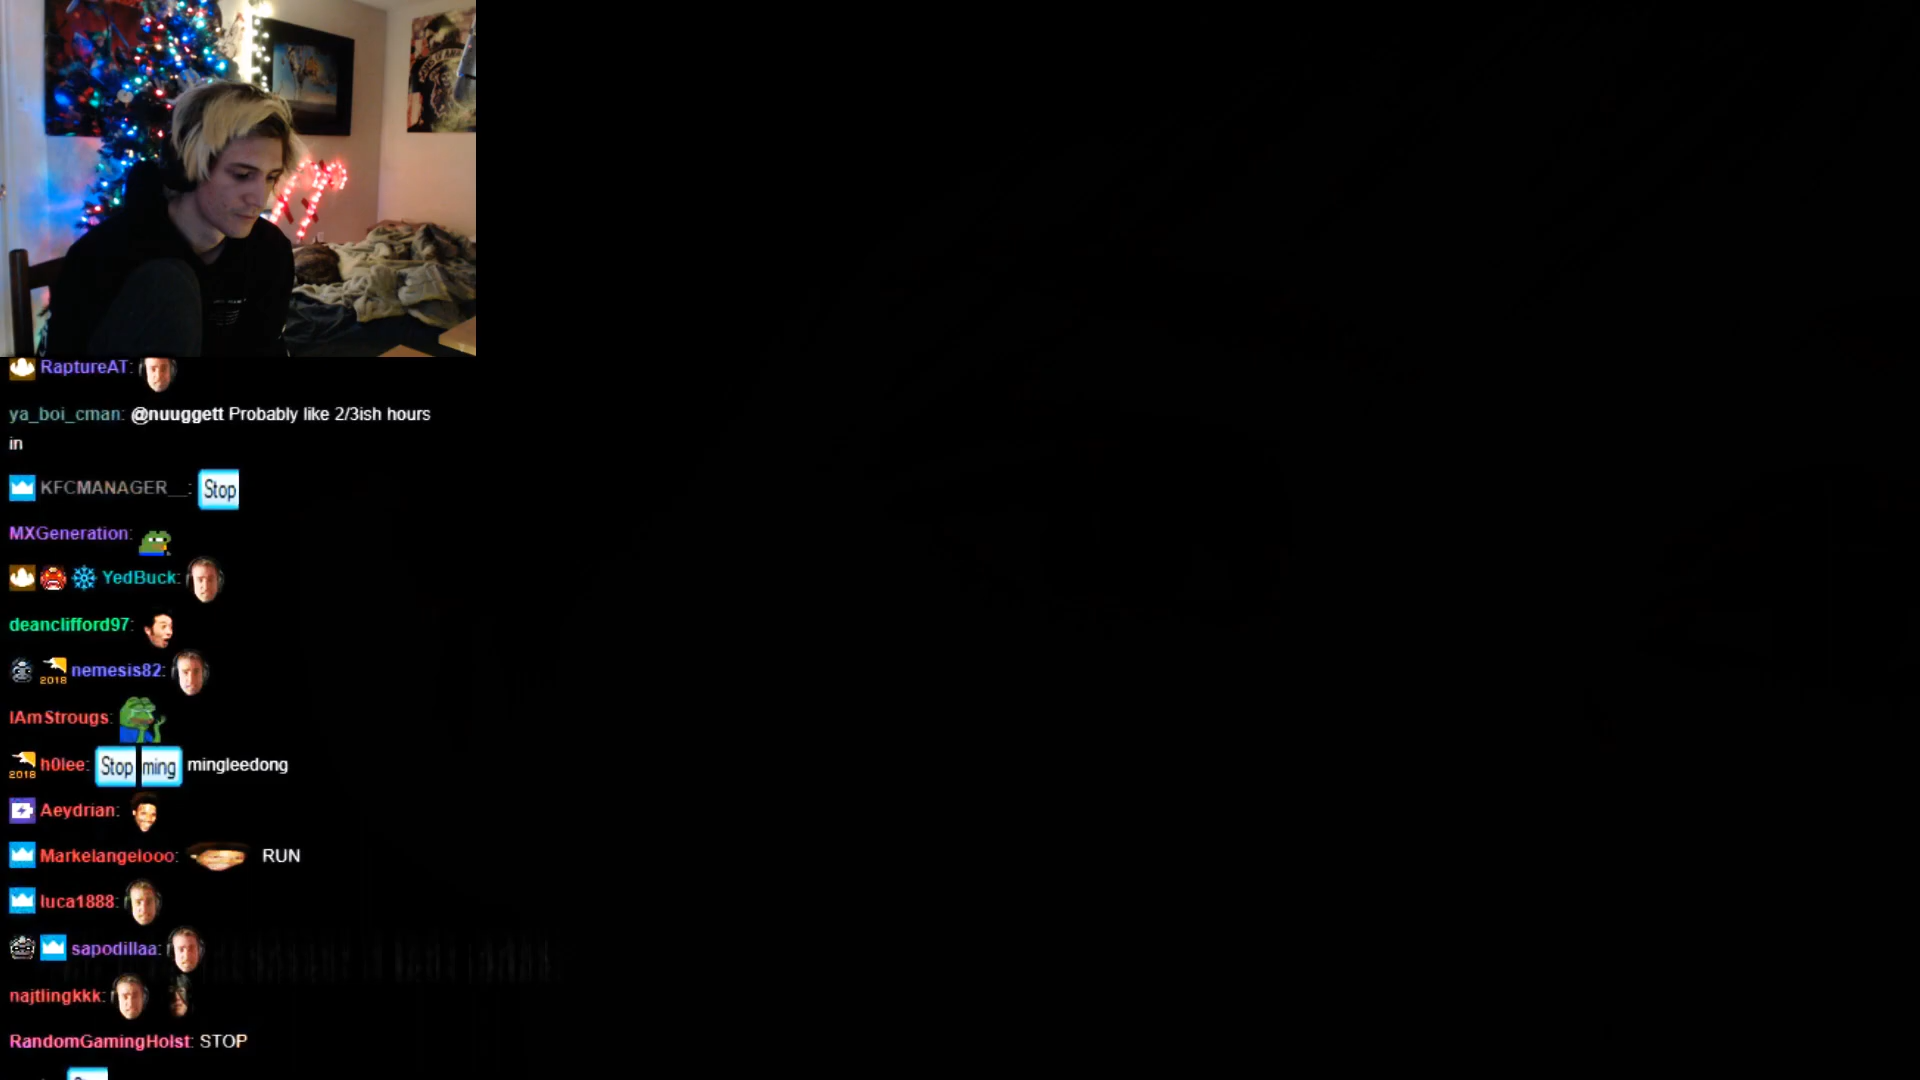 RaptureAT:
ya_boi_cman: @nuuggett Probably like 2/3ish hours
in
KFCMANAGER__: Stop
MXGeneration:
YedBuck:
deanclifford97:
2018 nemesis82:
IAmStrougs:
2018 h0lee: Stop ming mingleedong
Aeydrian:
Markelangelooo: RUN
luca1888:
sapodillaa:
najtlingkkk:
RandomGamingHolst: STOP